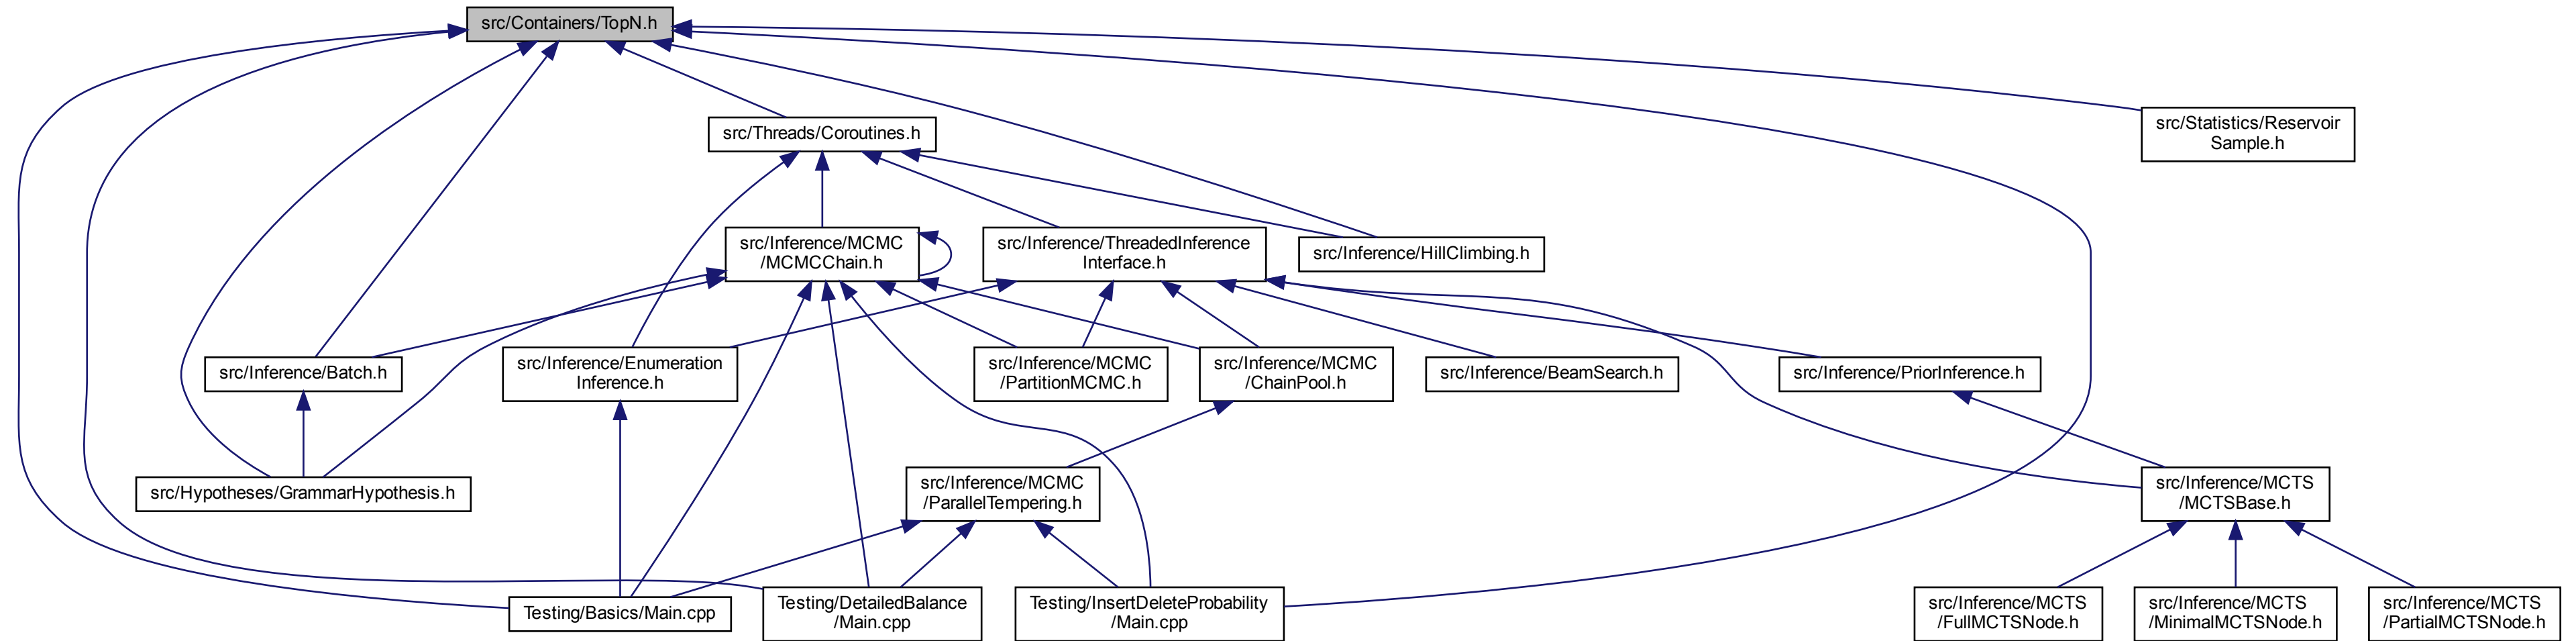 src/Containers/TopN.h
src/Threads/Coroutines.h
src/Statistics/Reservoir
Sample.h
src/Inference/MCMC
/MCMCChain.h
src/Inference/ThreadedInference
Interface.h
src/Inference/HillClimbing.h
src/Inference/Batch.h
src/Inference/Enumeration
Inference.h
src/Inference/MCMC
/PartitionMCMC.h
src/Inference/MCMC
/ChainPool.h
src/Inference/BeamSearch.h
src/Inference/PriorInference.h
src/Hypotheses/GrammarHypothesis.h
src/Inference/MCMC
/ParallelTempering.h
src/Inference/MCTS
/MCTSBase.h
Testing/Basics/Main.cpp
Testing/DetailedBalance
/Main.cpp
Testing/InsertDeleteProbability
/Main.cpp
src/Inference/MCTS
/FullMCTSNode.h
src/Inference/MCTS
/MinimalMCTSNode.h
src/Inference/MCTS
/PartialMCTSNode.h